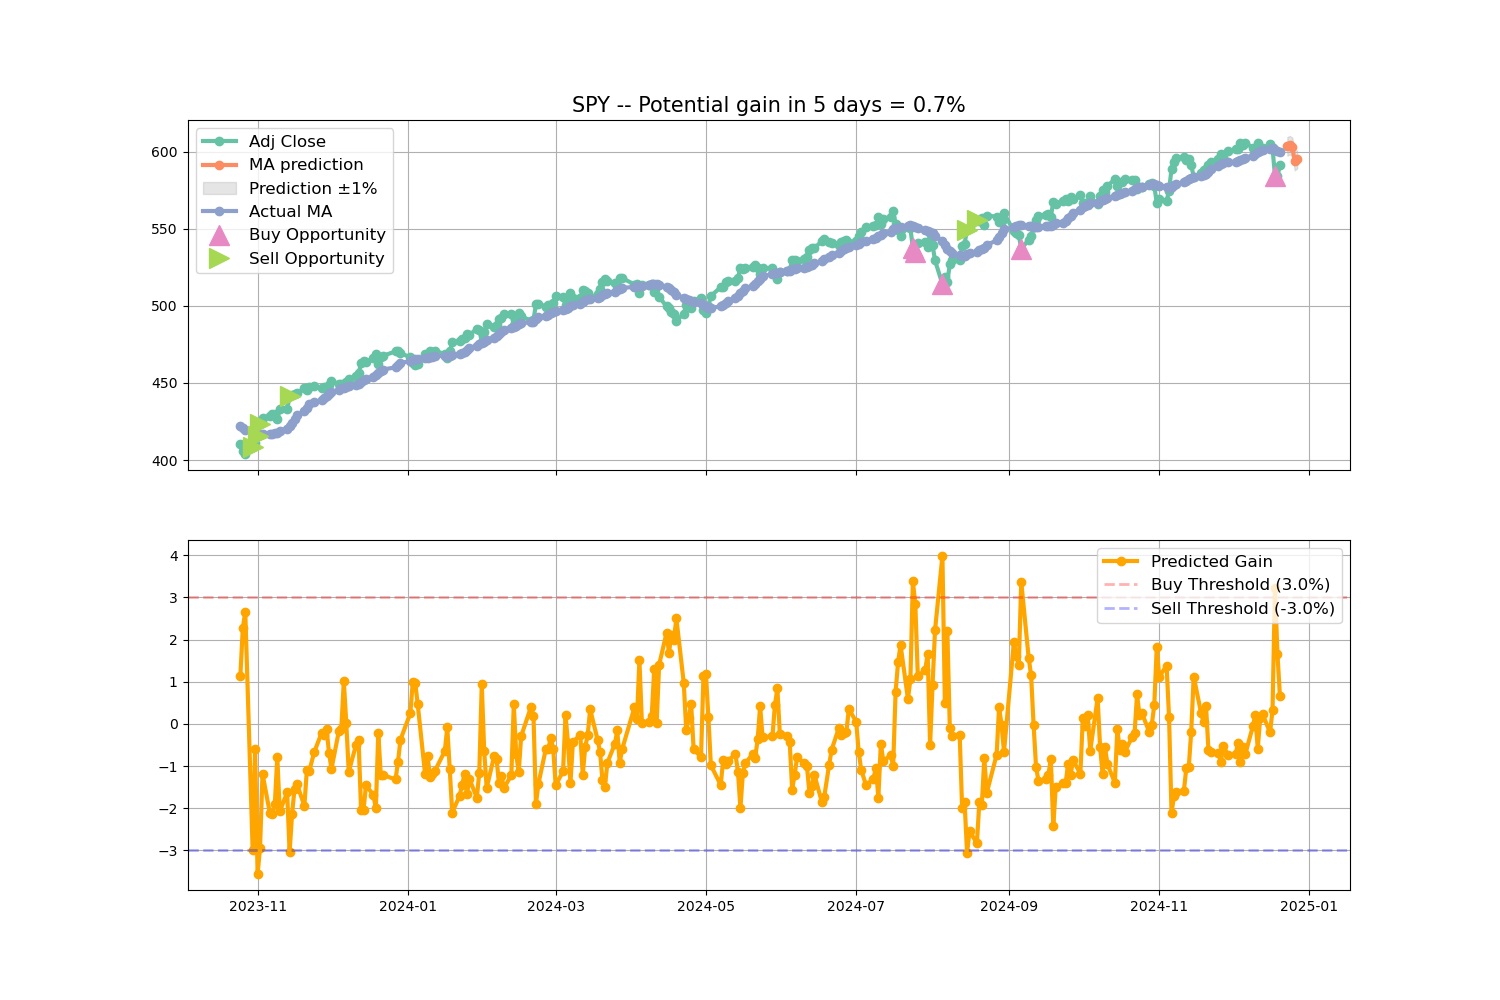 SPY -- Potential gain in 5 days = 0.7%
Adj Close
MA prediction
Prediction ±1%
Actual MA
Buy Opportunity
Sell Opportunity
600
550
500
450
400
Predicted Gain
Buy Threshold (3.0%)
Sell Threshold (-3.0%)
4
3
2
1
0
−1
−2
−3
2023-11 2024-01 2024-03 2024-05 2024-07 2024-09 2024-11 2025-01